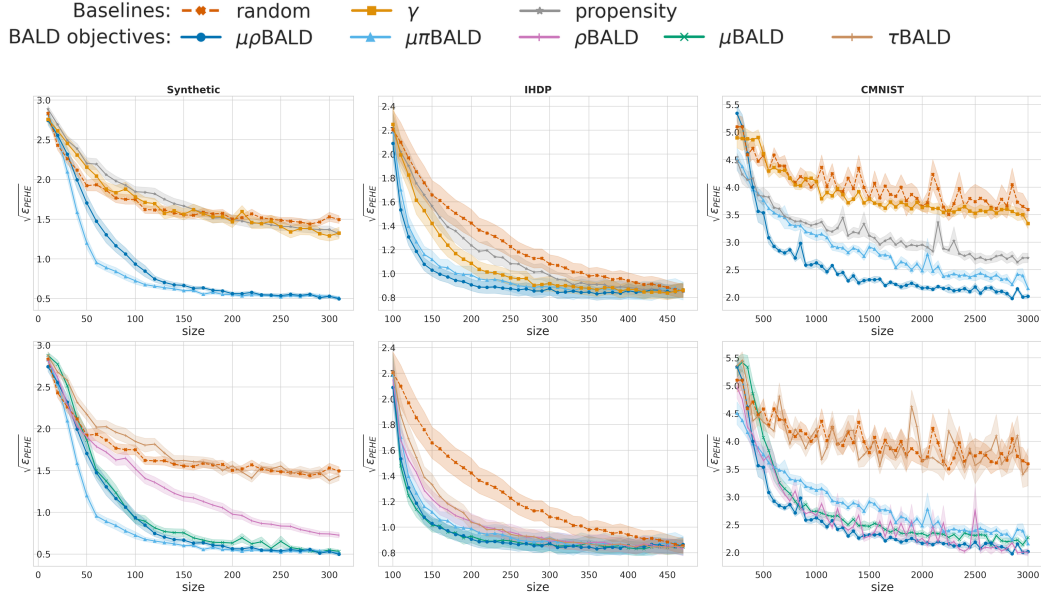 Baselines: random γ propensity
BALD objectives: μρBALD μπBALD ρBALD μBALD τBALD
Synthetic IHDP CMNIST
3.0 2.5 2.0 1.5 1.0 0.5
√ε_PEHE
0 50 100 150 200 250 300
size
2.4 2.2 2.0 1.8 1.6 1.4 1.2 1.0 0.8
√ε_PEHE
100 150 200 250 300 350 400 450
size
5.5 5.0 4.5 4.0 3.5 3.0 2.5 2.0
√ε_PEHE
500 1000 1500 2000 2500 3000
size
3.0 2.5 2.0 1.5 1.0 0.5
√ε_PEHE
0 50 100 150 200 250 300
size
2.4 2.2 2.0 1.8 1.6 1.4 1.2 1.0 0.8
√ε_PEHE
100 150 200 250 300 350 400 450
size
5.5 5.0 4.5 4.0 3.5 3.0 2.5 2.0
√ε_PEHE
500 1000 1500 2000 2500 3000
size